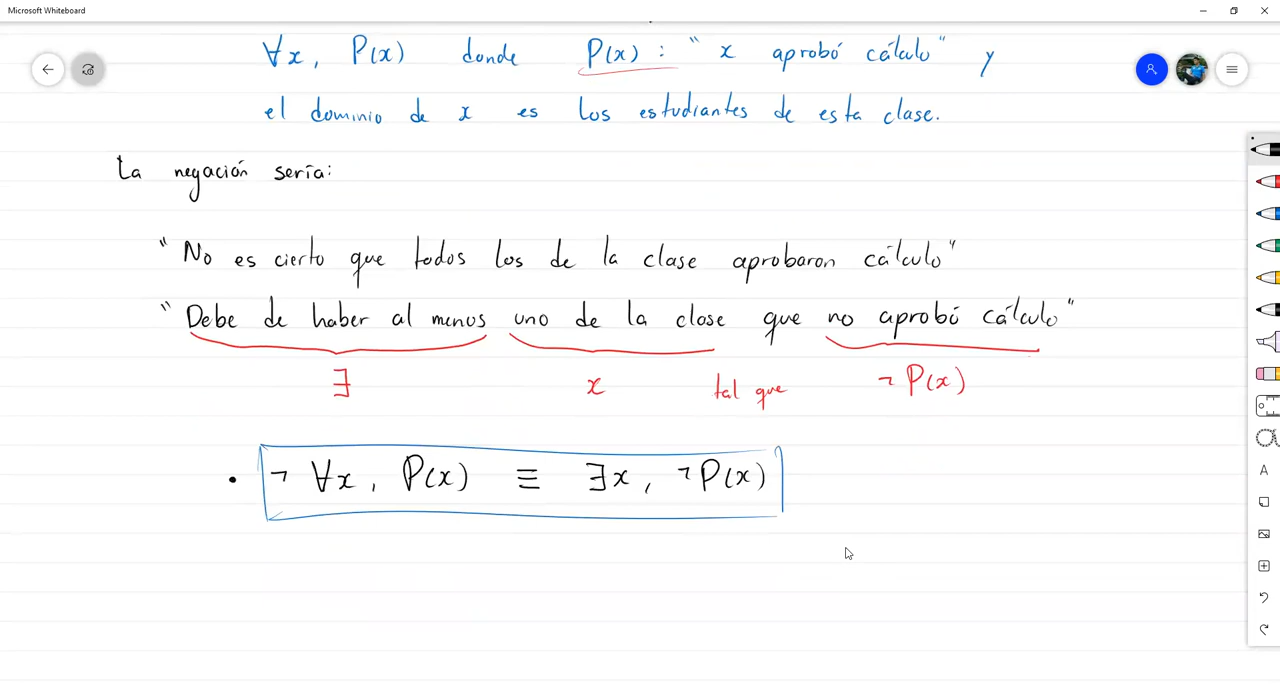 Microsoft Whiteboard
∀x, P(x) donde P(x): " x aprobó cálculo" y
el dominio de x es los estudiantes de esta clase.
La negación sería:
"No es cierto que todos los de la clase aprobaron cálculo"
"Debe de haber al menos uno de la clase que no aprobó cálculo"
∃ x tal que ¬P(x)
• ¬∀x, P(x) ≡ ∃x, ¬P(x)
A